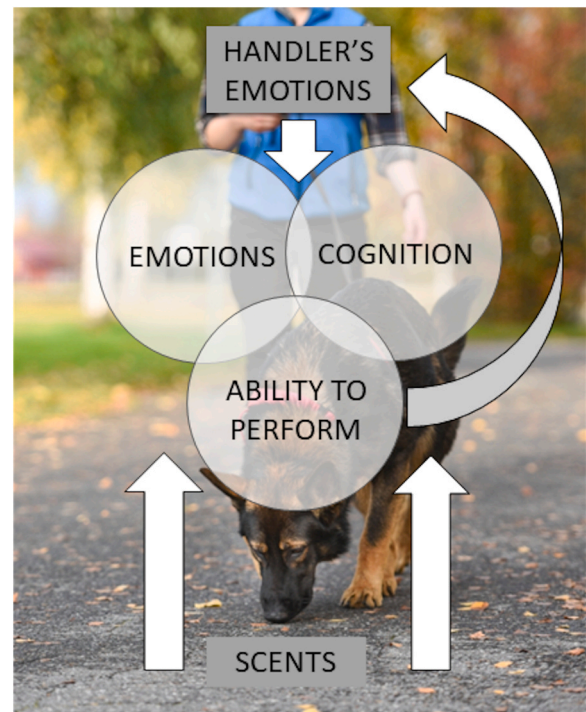 HANDLER'S
EMOTIONS
EMOTIONS
COGNITION
ABILITY TO
PERFORM
SCENTS